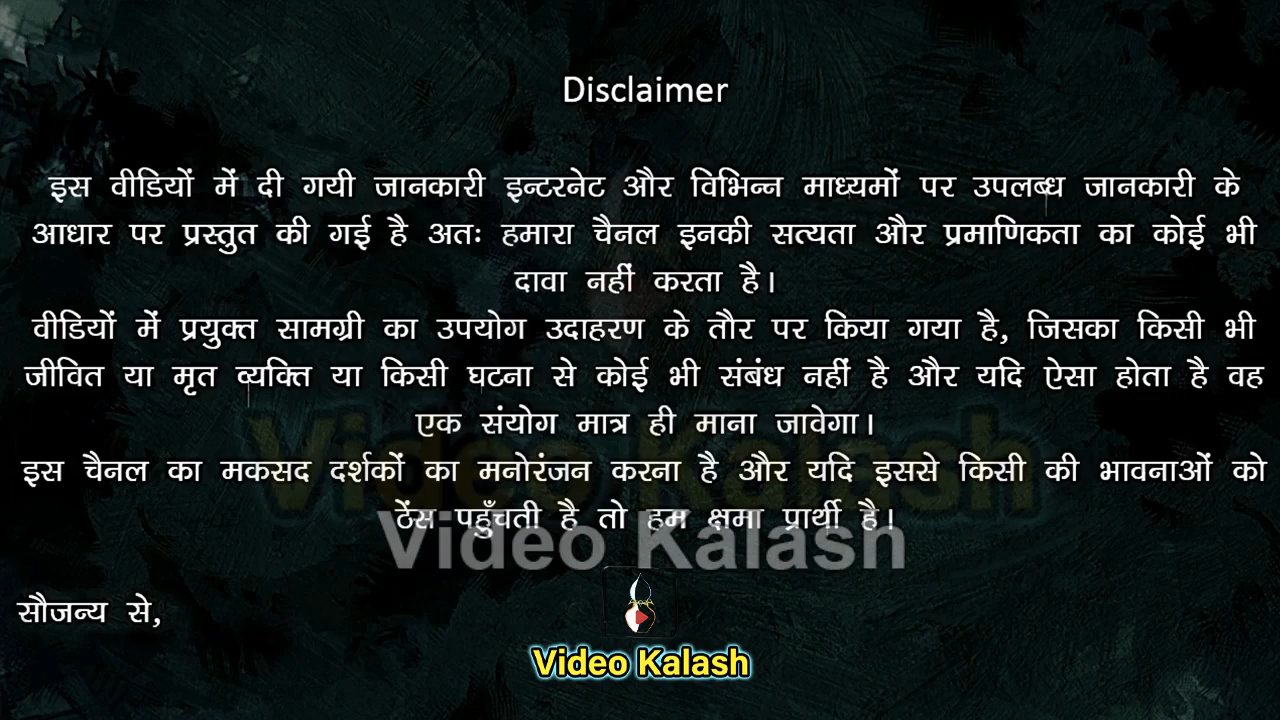 Disclaimer
इस वीडियों में दी गयी जानकारी इन्टरनेट और विभिन्न माध्यमों पर उपलब्ध जानकारी के
आधार पर प्रस्तुत की गई है अतः हमारा चैनल इनकी सत्यता और प्रमाणिकता का कोई भी
दावा नहीं करता है।
वीडियों में प्रयुक्त सामग्री का उपयोग उदाहरण के तौर पर किया गया है, जिसका किसी भी
जीवित या मृत व्यक्ति या किसी घटना से कोई भी संबंध नहीं है और यदि ऐसा होता है वह
एक संयोग मात्र ही माना जावेगा।
इस चैनल का मकसद दर्शकों का मनोरंजन करना है और यदि इससे किसी की भावनाओं को
ठेंस पहुँचती है तो हम क्षमा प्रार्थी है।
Video Kalash
Video Kalash
सौजन्य से,
Video Kalash